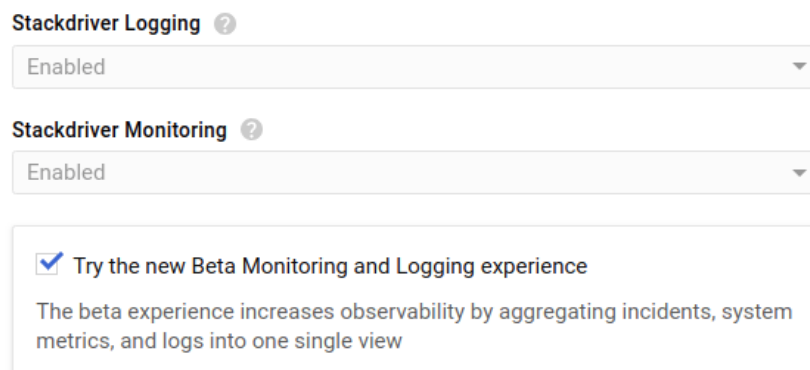 Stackdriver Logging ?
Enabled
Stackdriver Monitoring ?
Enabled
Try the new Beta Monitoring and Logging experience
The beta experience increases observability by aggregating incidents, system
metrics, and logs into one single view